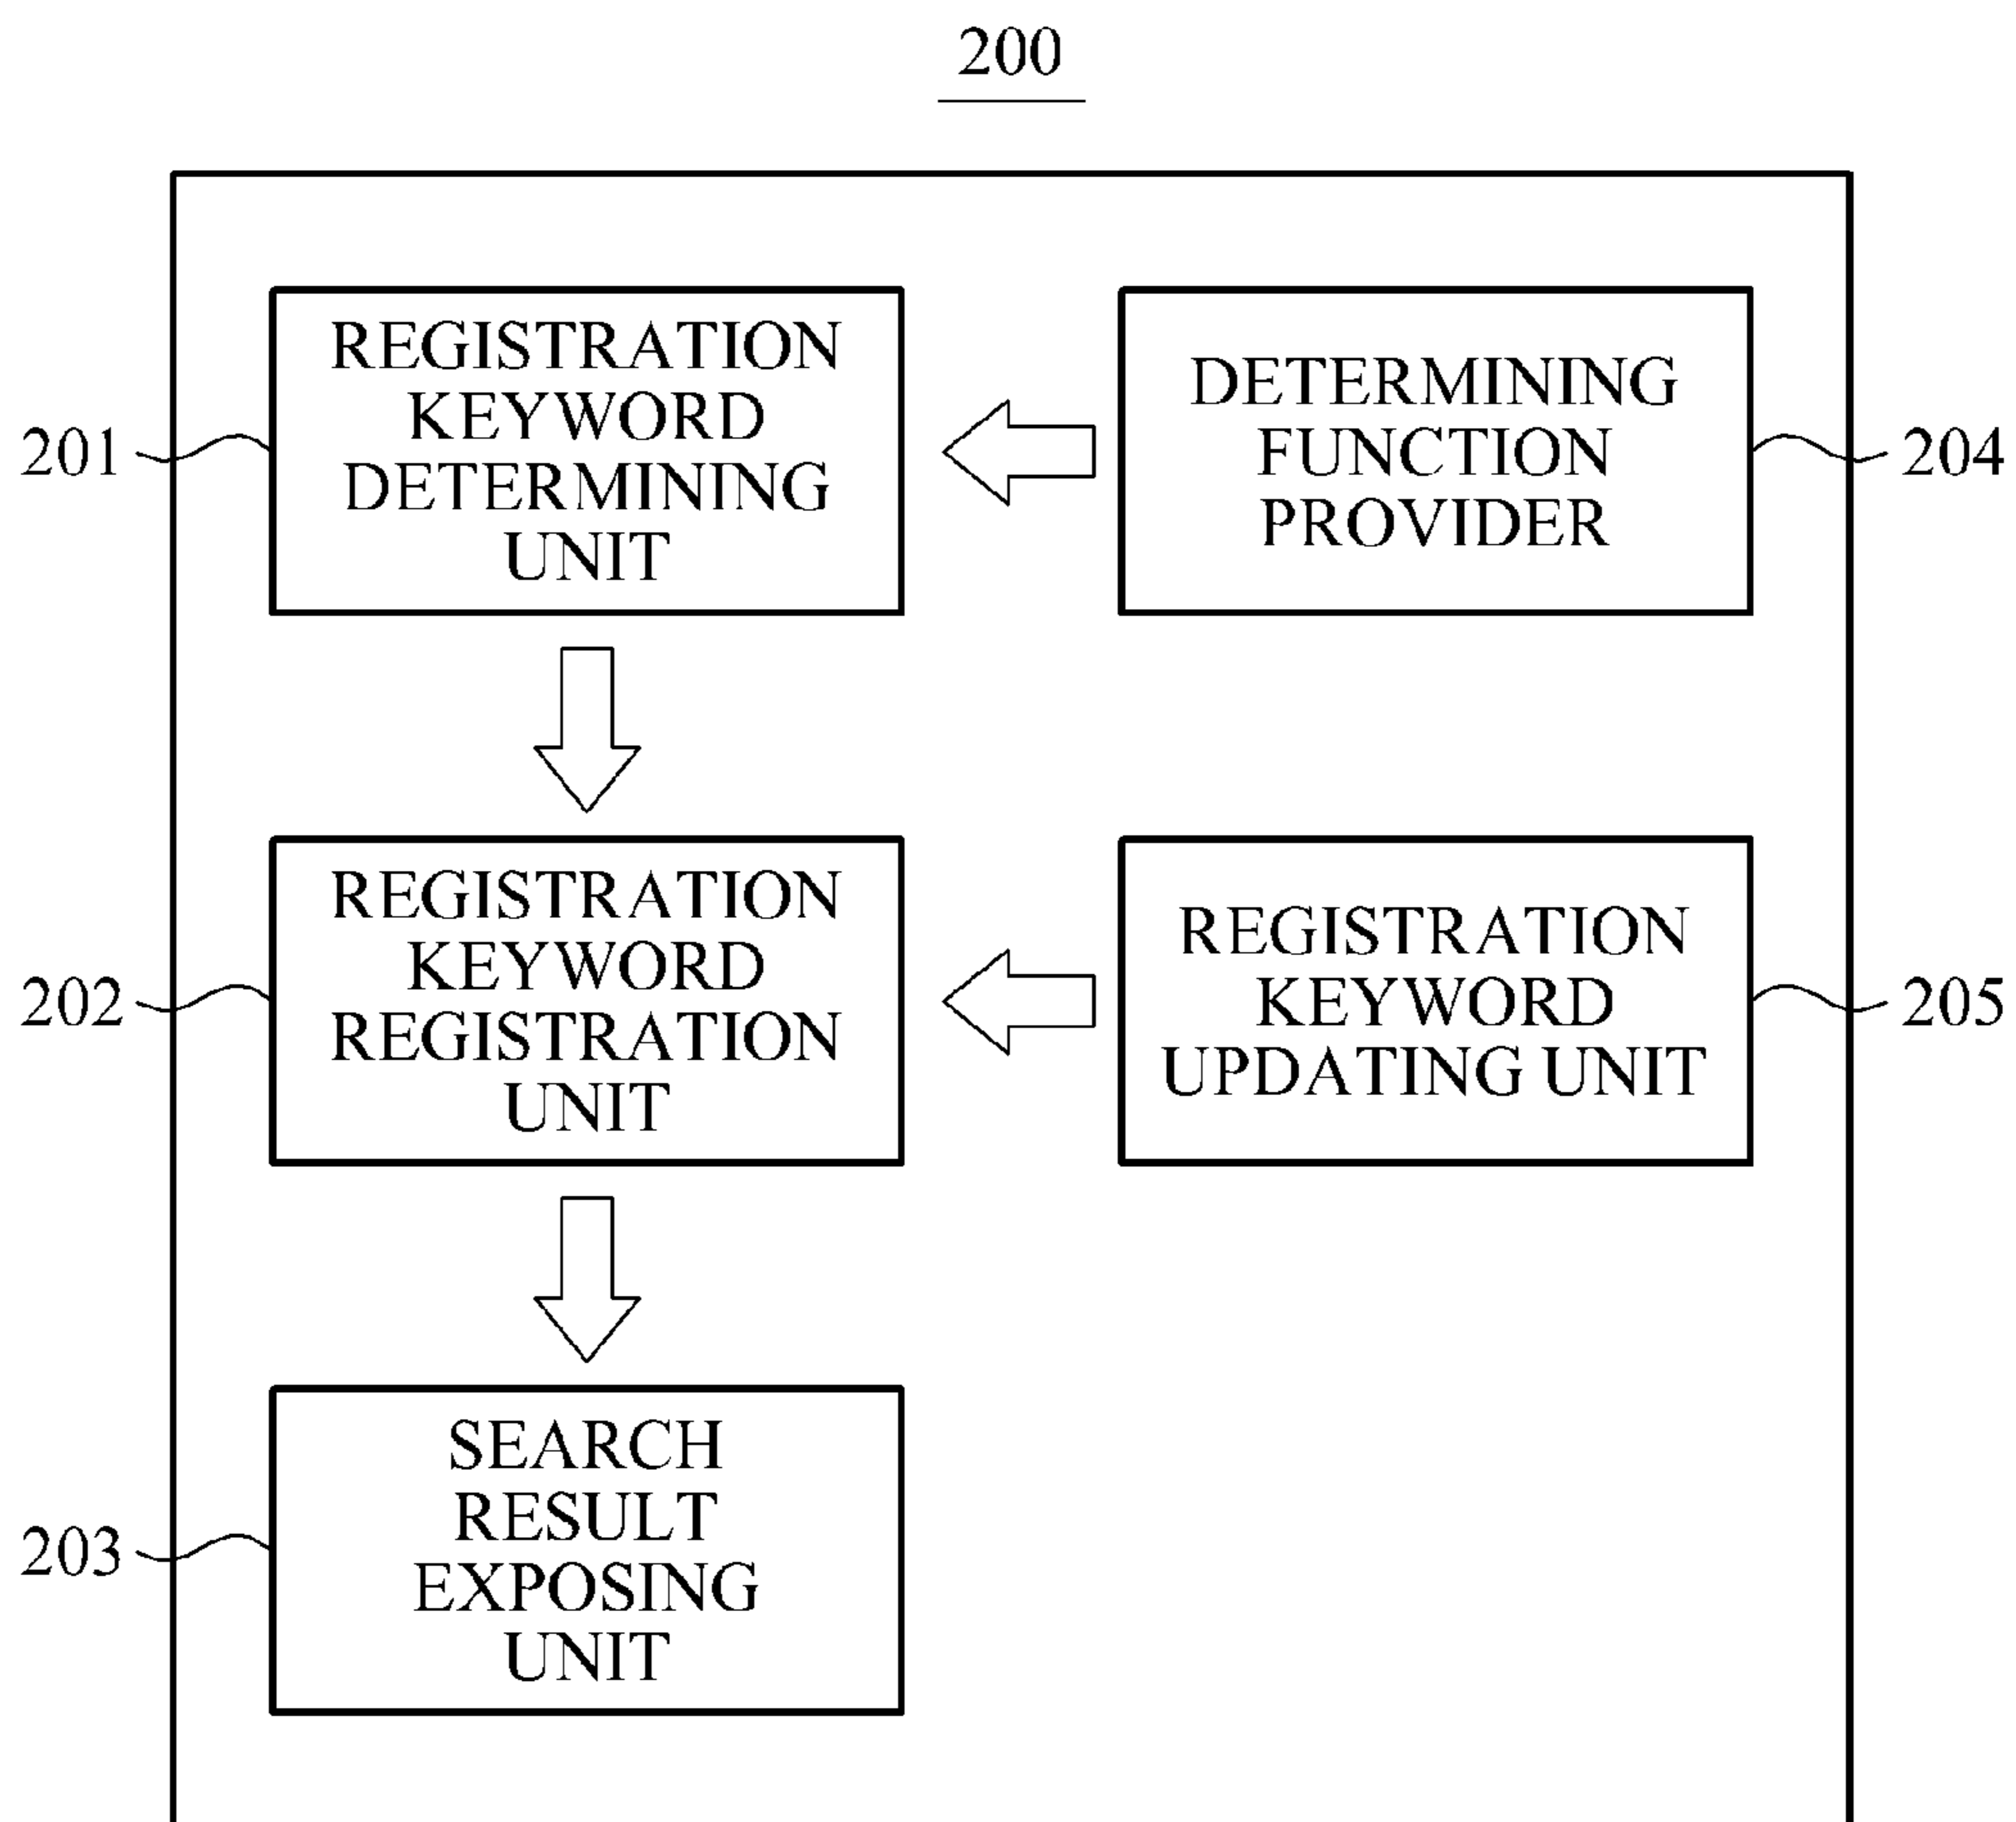 200
201
REGISTRATION
KEYWORD
DETERMINING
UNIT
DETERMINING
FUNCTION
PROVIDER
204
202
REGISTRATION
KEYWORD
REGISTRATION
UNIT
REGISTRATION
KEYWORD
UPDATING UNIT
205
203
SEARCH
RESULT
EXPOSING
UNIT